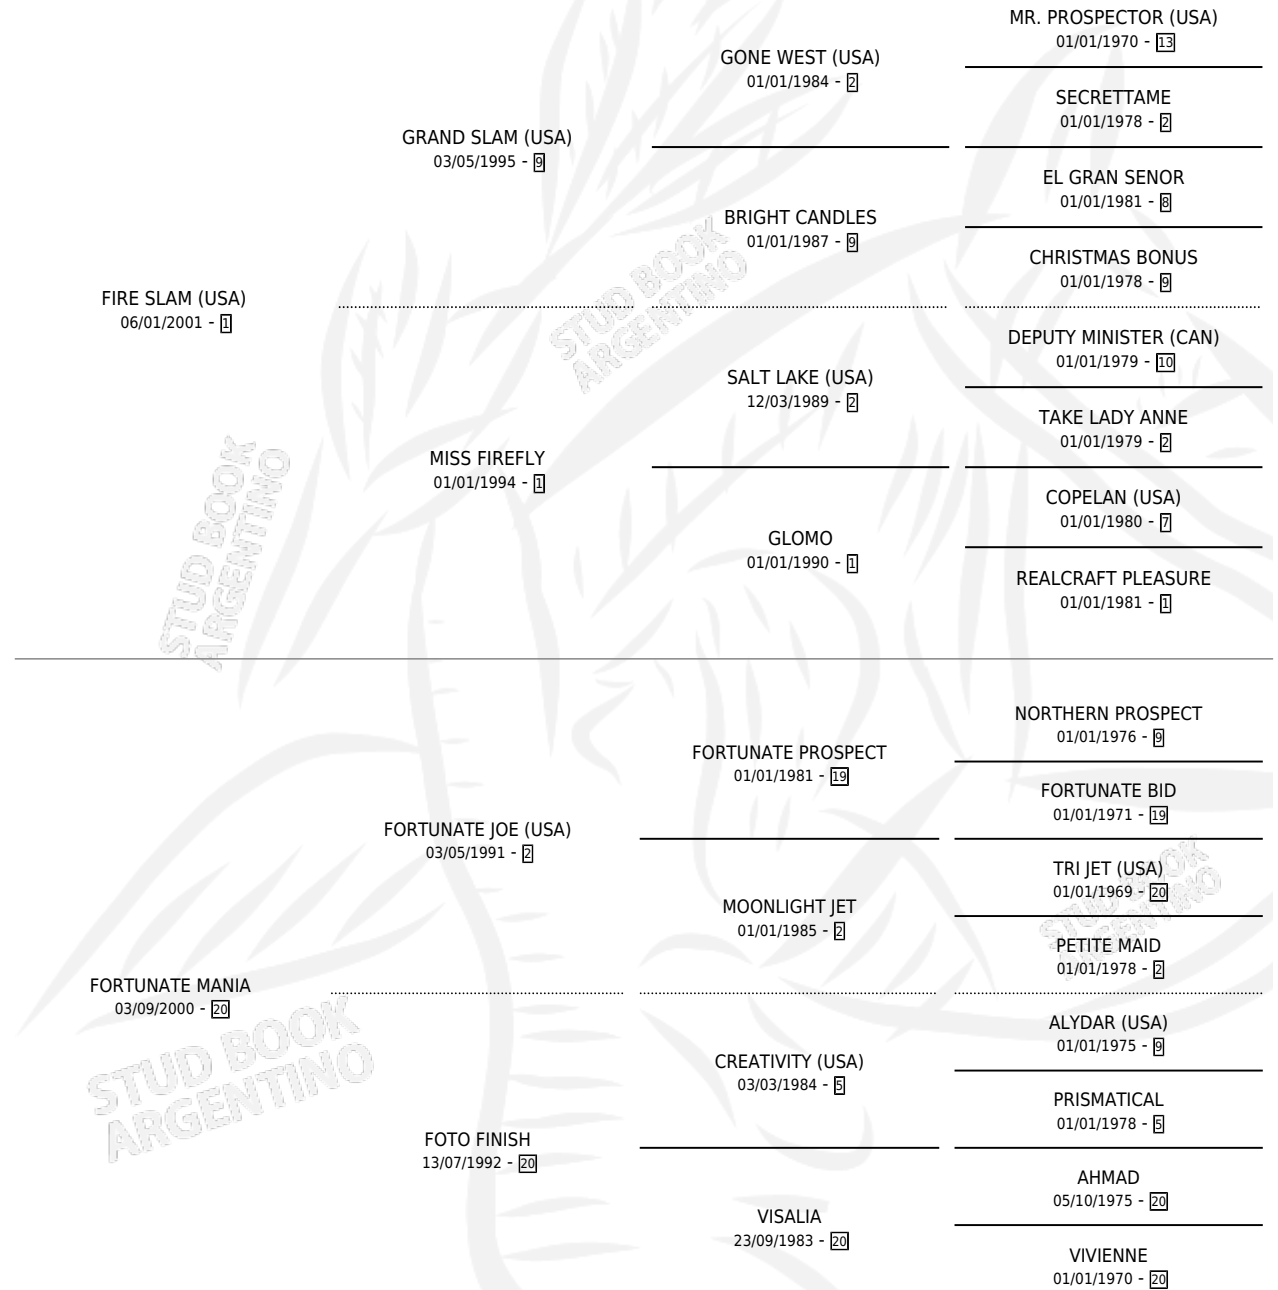 MR. PROSPECTOR (USA)
01/01/1970 - 13
GONE WEST (USA)
01/01/1984 - 2
SECRETTAME
01/01/1978 - 2
GRAND SLAM (USA)
03/05/1995 - 9
EL GRAN SENOR
01/01/1981 - 8
BRIGHT CANDLES
01/01/1987 - 9
CHRISTMAS BONUS
01/01/1978 - 9
FIRE SLAM (USA)
06/01/2001 - 1
STUD BOOK
ARGENTINO
DEPUTY MINISTER (CAN)
01/01/1979 - 10
SALT LAKE (USA)
12/03/1989 - 2
TAKE LADY ANNE
01/01/1979 - 2
MISS FIREFLY
01/01/1994 - 1
COPELAN (USA)
01/01/1980 - 7
GLOMO
01/01/1990 - 1
REALCRAFT PLEASURE
01/01/1981 - 1
STUD BOOK
ARGENTINO
NORTHERN PROSPECT
01/01/1976 - 9
FORTUNATE PROSPECT
01/01/1981 - 19
FORTUNATE BID
01/01/1971 - 19
FORTUNATE JOE (USA)
03/05/1991 - 2
TRI JET (USA)
01/01/1969 - 20
MOONLIGHT JET
01/01/1985 - 2
STUD BOOK
ARGENTINO
PETITE MAID
01/01/1978 - 2
FORTUNATE MANIA
03/09/2000 - 20
STUD BOOK
ARGENTINO
ALYDAR (USA)
01/01/1975 - 9
CREATIVITY (USA)
03/03/1984 - 5
PRISMATICAL
01/01/1978 - 5
FOTO FINISH
13/07/1992 - 20
AHMAD
05/10/1975 - 20
VISALIA
23/09/1983 - 20
VIVIENNE
01/01/1970 - 20